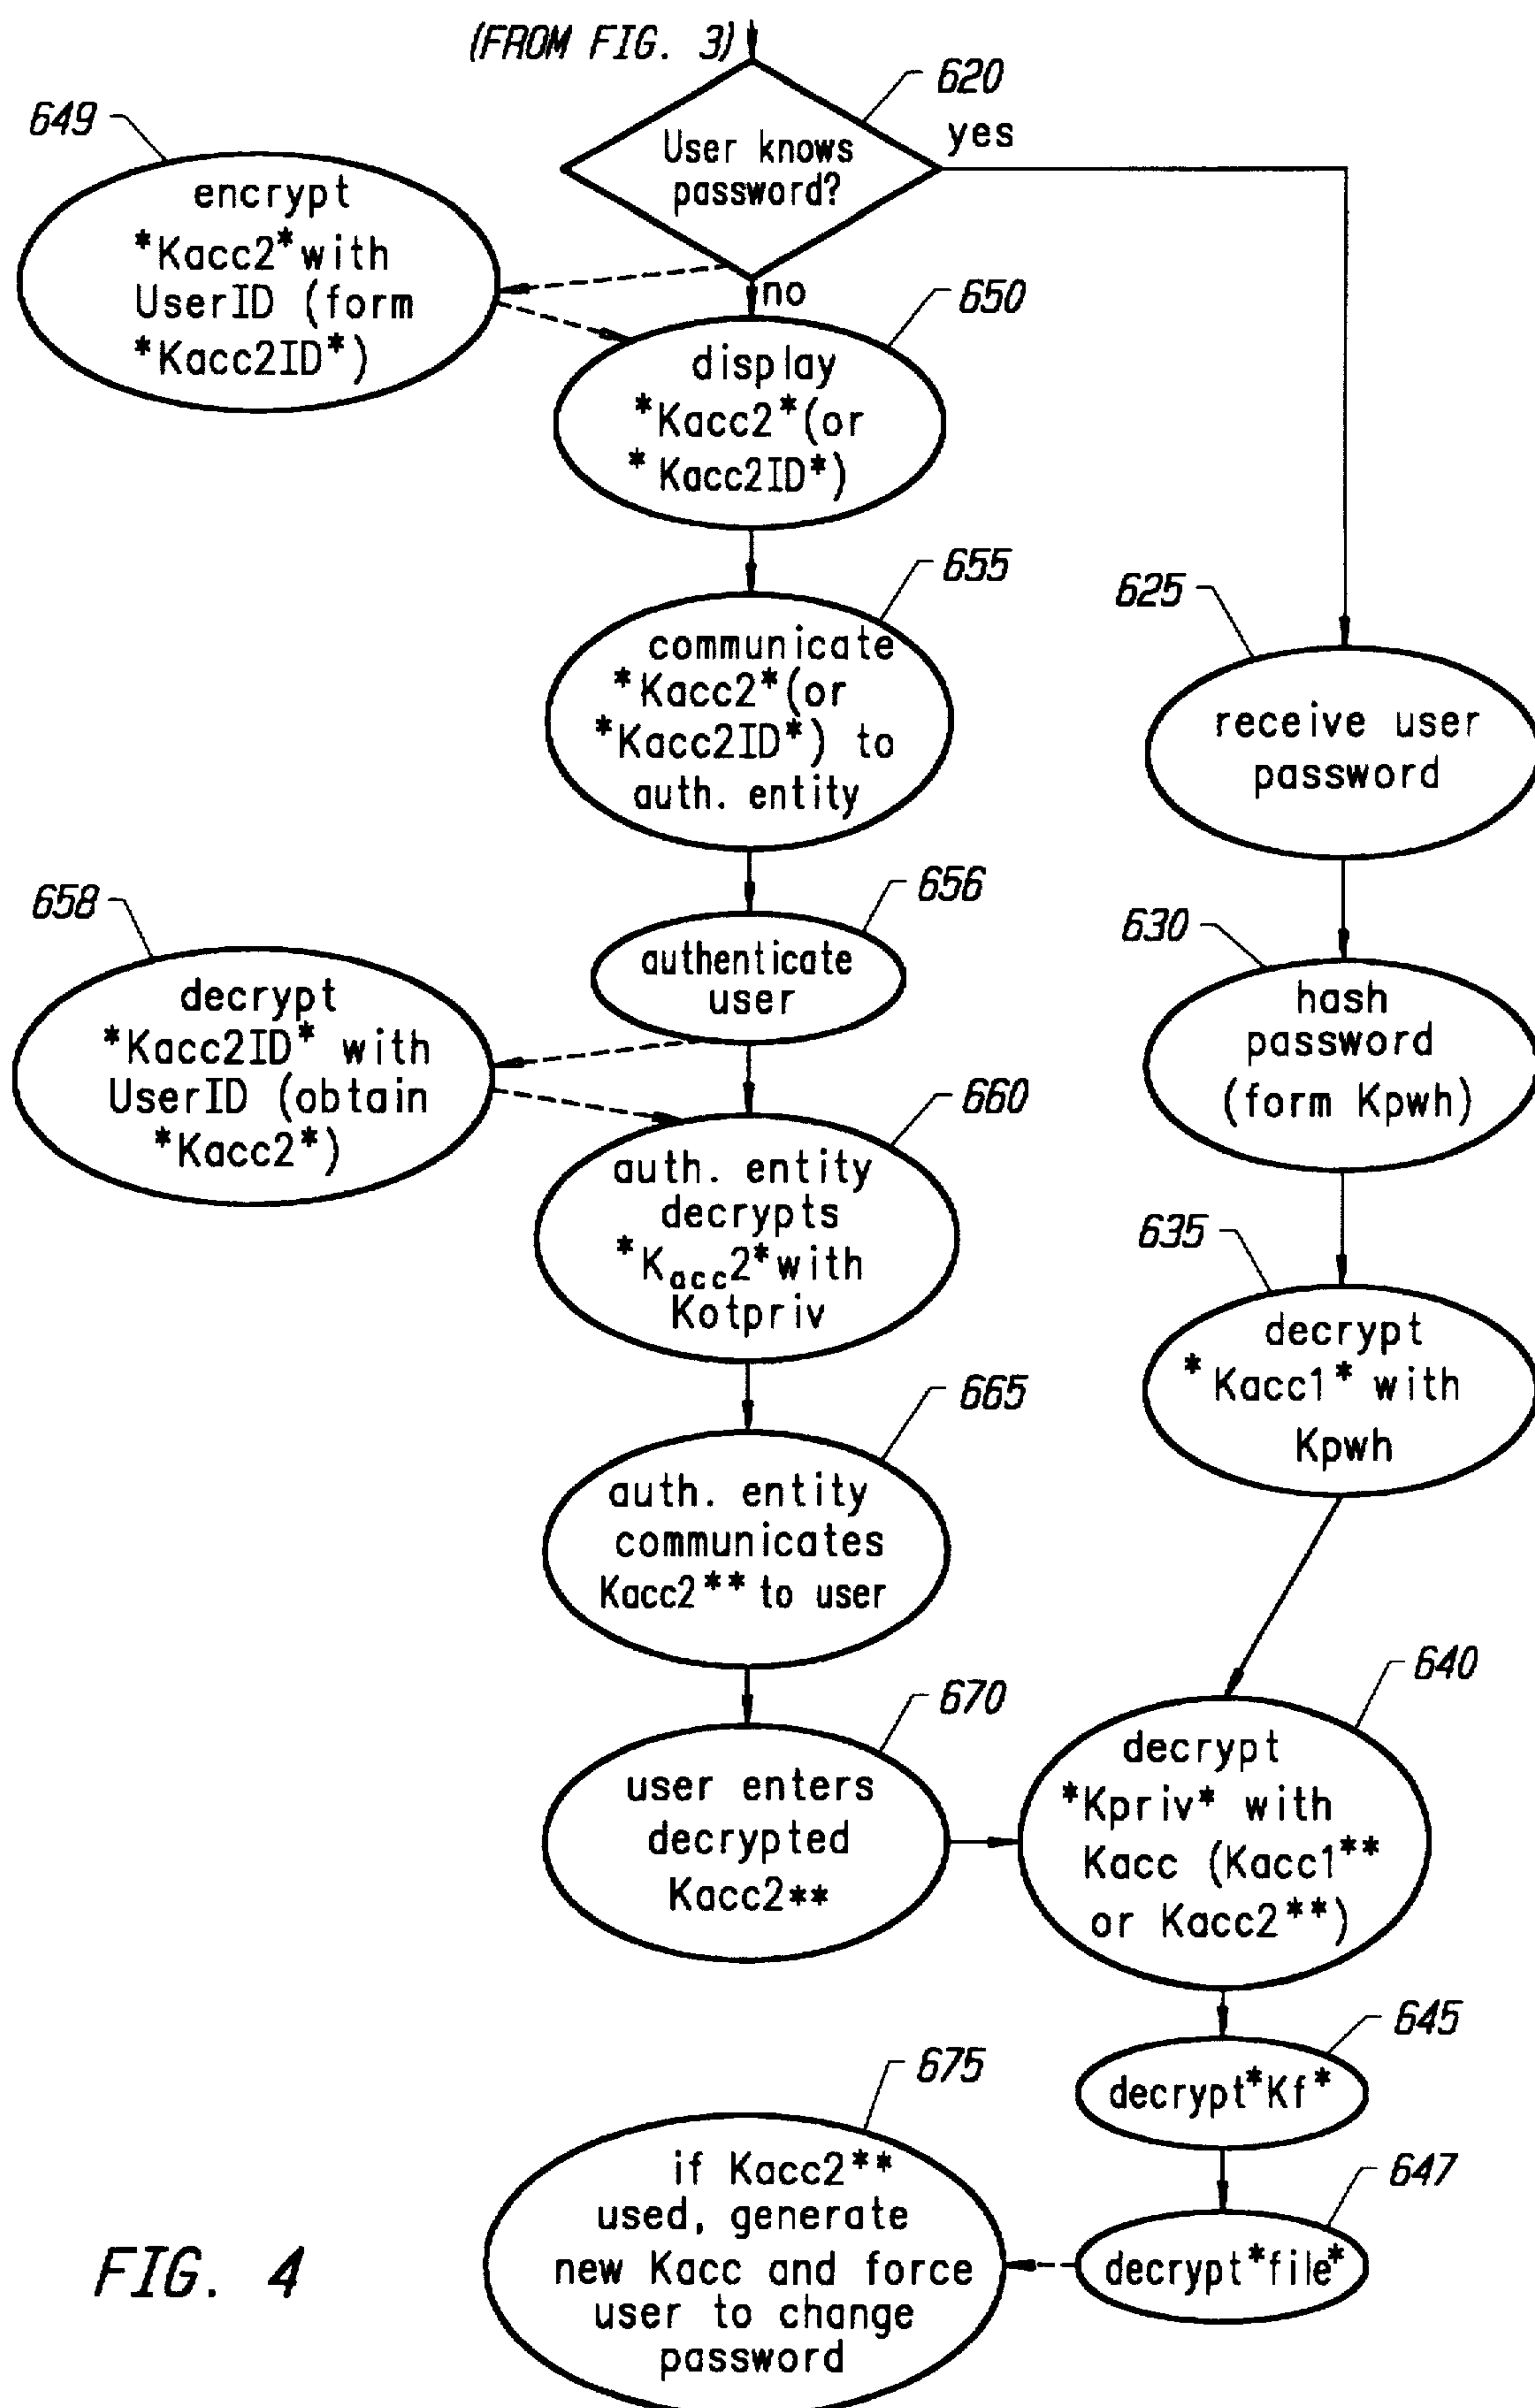 (FROM FIG. 3)
620
User knows
password?
yes
no
649
encrypt
*Kacc2* with
UserID (form
*Kacc2ID*)
650
display
*Kacc2* (or
*Kacc2ID*)
655
communicate
*Kacc2* (or
*Kacc2ID*) to
auth. entity
656
authenticate
user
658
decrypt
*Kacc2ID* with
UserID (obtain
*Kacc2*)
660
auth. entity
decrypts
*Kacc2* with
Kotpriv
665
auth. entity
communicates
Kacc2** to user
670
user enters
decrypted
Kacc2**
625
receive user
password
630
hash
password
(form Kpwh)
635
decrypt
*Kacc1* with
Kpwh
640
decrypt
*Kpriv* with
Kacc (Kacc1**
or Kacc2**)
645
decrypt *Kf*
647
decrypt *file*
675
if Kacc2**
used, generate
new Kacc and force
user to change
password
FIG. 4